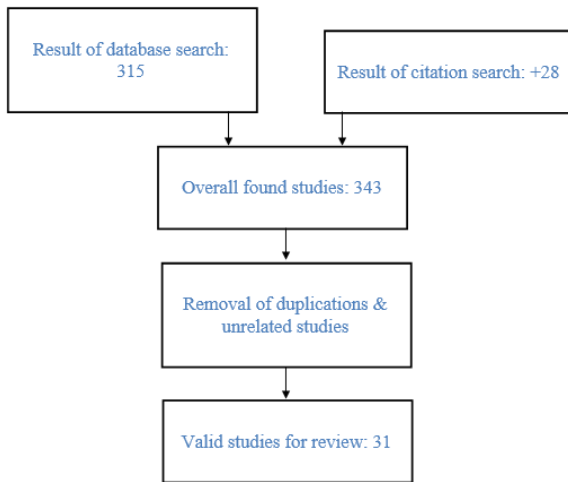 Result of database search:
315
Result of citation search: +28
Overall found studies: 343
Removal of duplications &
unrelated studies
Valid studies for review: 31